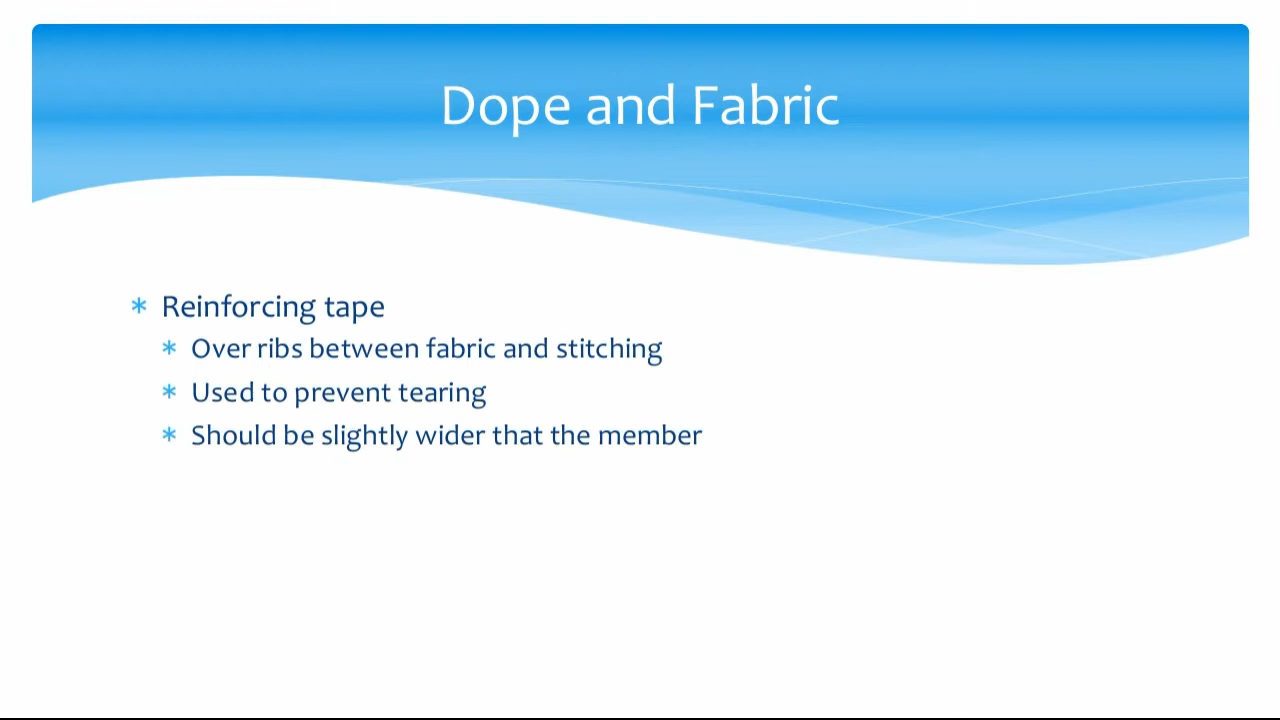 Dope and Fabric
* Reinforcing tape
* Over ribs between fabric and stitching
* Used to prevent tearing
* Should be slightly wider that the member